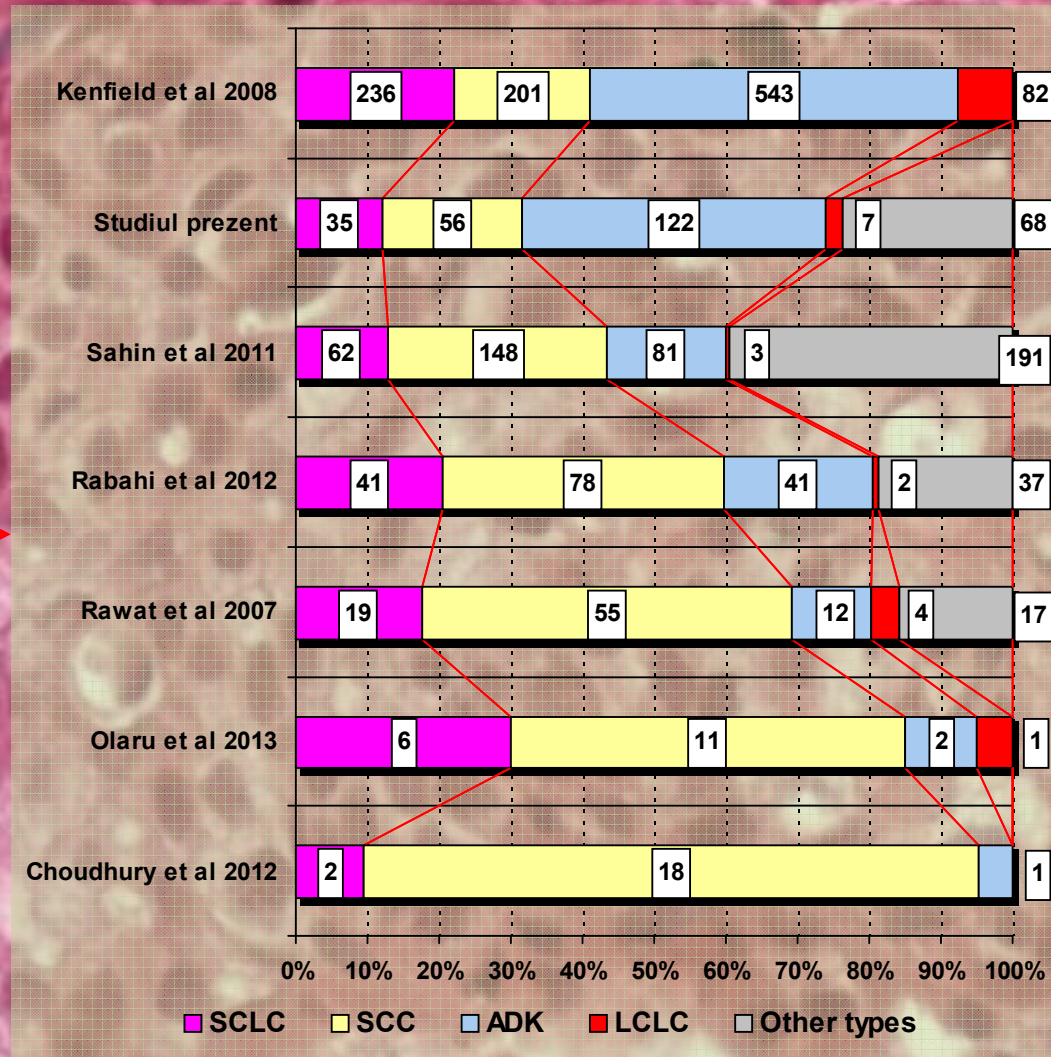 Kenfield et al 2008 236 201 543 82
Studiul prezent 35 56 122 7 68
Sahin et al 2011 62 148 81 3 191
Rabahi et al 2012 41 78 41 2 37
Rawat et al 2007 19 55 12 4 17
Olaru et al 2013 6 11 2 1
Choudhury et al 2012 2 18 1
0% 10% 20% 30% 40% 50% 60% 70% 80% 90% 100%
SCLC SCC ADK LCLC Other types